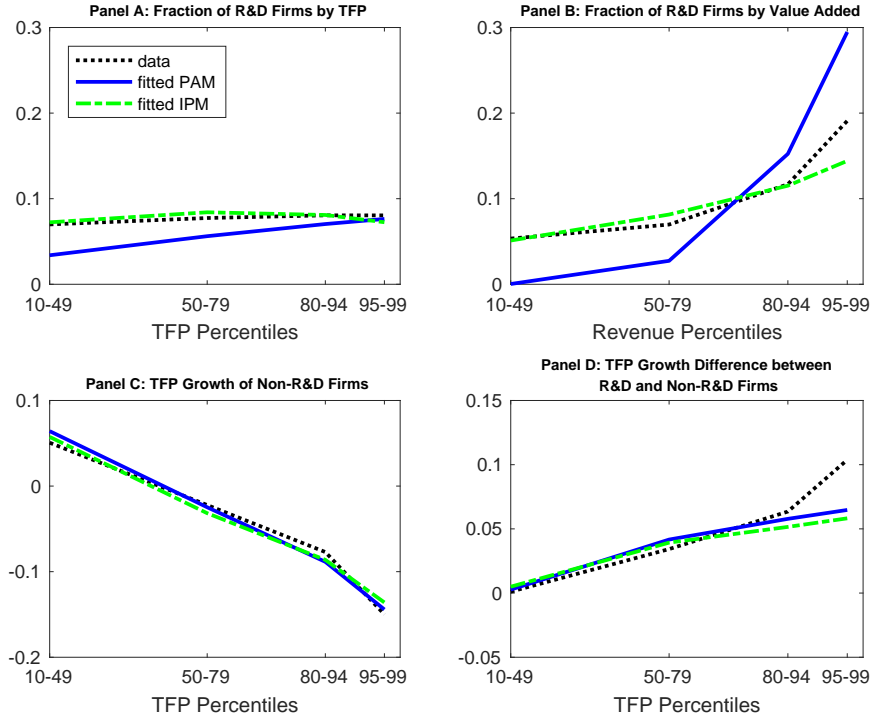 Panel A: Fraction of R&D Firms by TFP
0.3
0.2
0.1
0
data
fitted PAM
fitted IPM
10-49
50-79
80-94
95-99
TFP Percentiles
Panel B: Fraction of R&D Firms by Value Added
0.3
0.2
0.1
0
10-49
50-79
80-94
95-99
Revenue Percentiles
Panel C: TFP Growth of Non-R&D Firms
0.1
0
-0.1
-0.2
10-49
50-79
80-94
95-99
TFP Percentiles
Panel D: TFP Growth Difference between
R&D and Non-R&D Firms
0.15
0.1
0.05
0
-0.05
10-49
50-79
80-94
95-99
TFP Percentiles